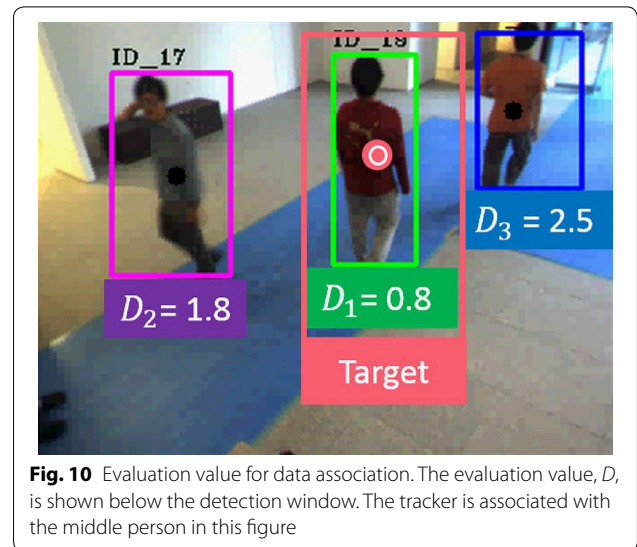 ID_17
ID_19
D₃ = 2.5
D₂ = 1.8
D₁ = 0.8
Target
Fig. 10 Evaluation value for data association. The evaluation value, D,
is shown below the detection window. The tracker is associated with
the middle person in this figure